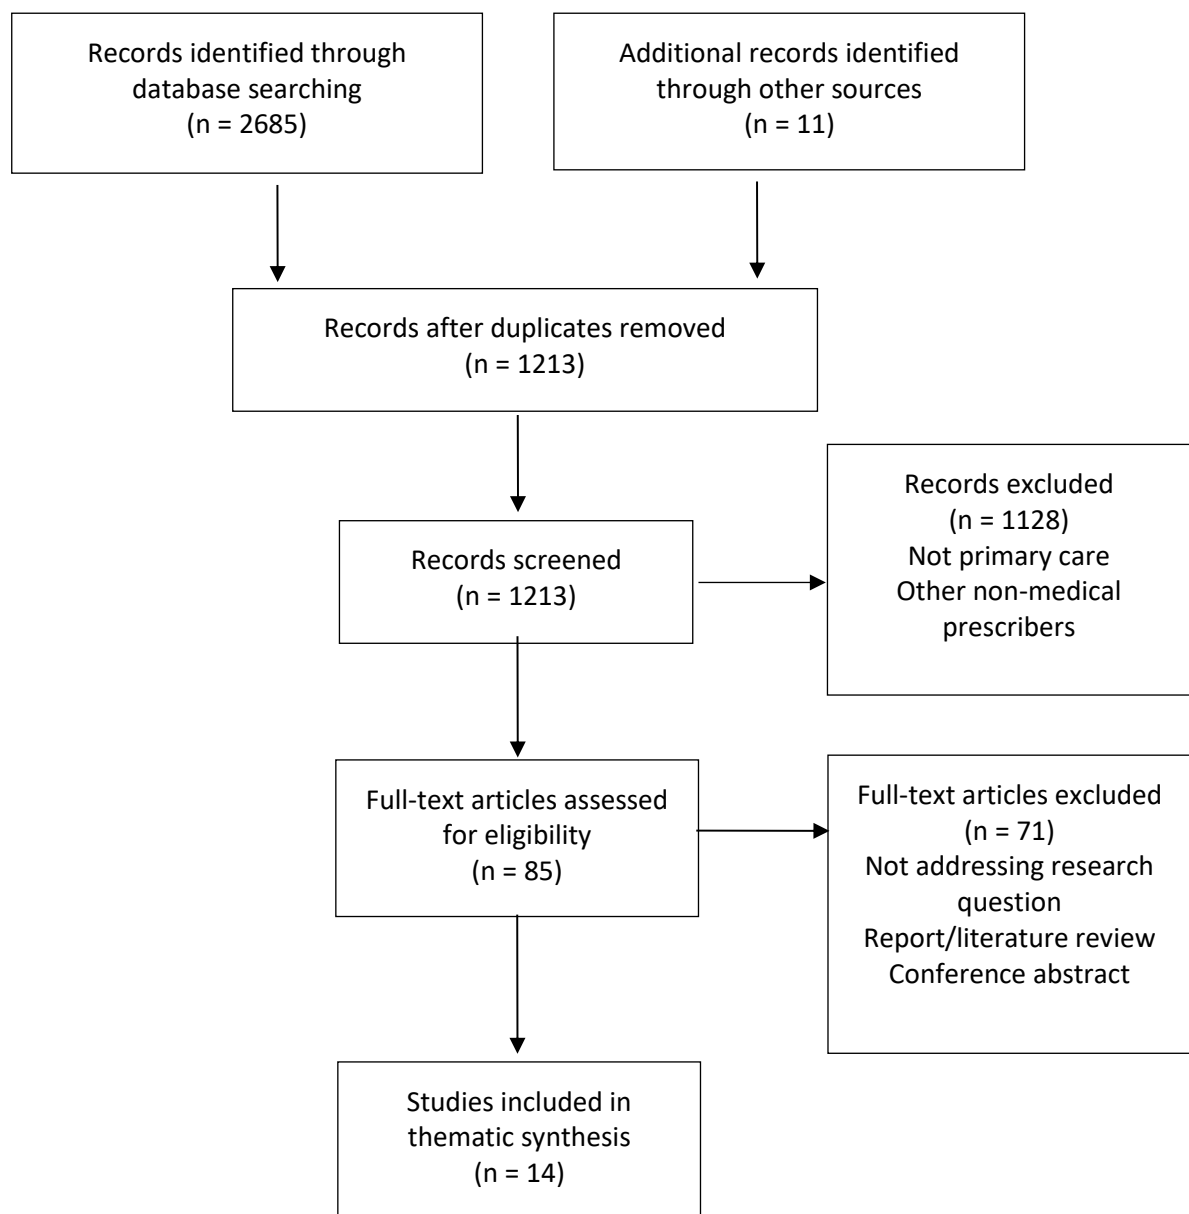 Records identified through
database searching
(n = 2685)
Additional records identified
through other sources
(n = 11)
Records after duplicates removed
(n = 1213)
Records screened
(n = 1213)
Records excluded
(n = 1128)
Not primary care
Other non-medical
prescribers
Full-text articles assessed
for eligibility
(n = 85)
Full-text articles excluded
(n = 71)
Not addressing research
question
Report/literature review
Conference abstract
Studies included in
thematic synthesis
(n = 14)